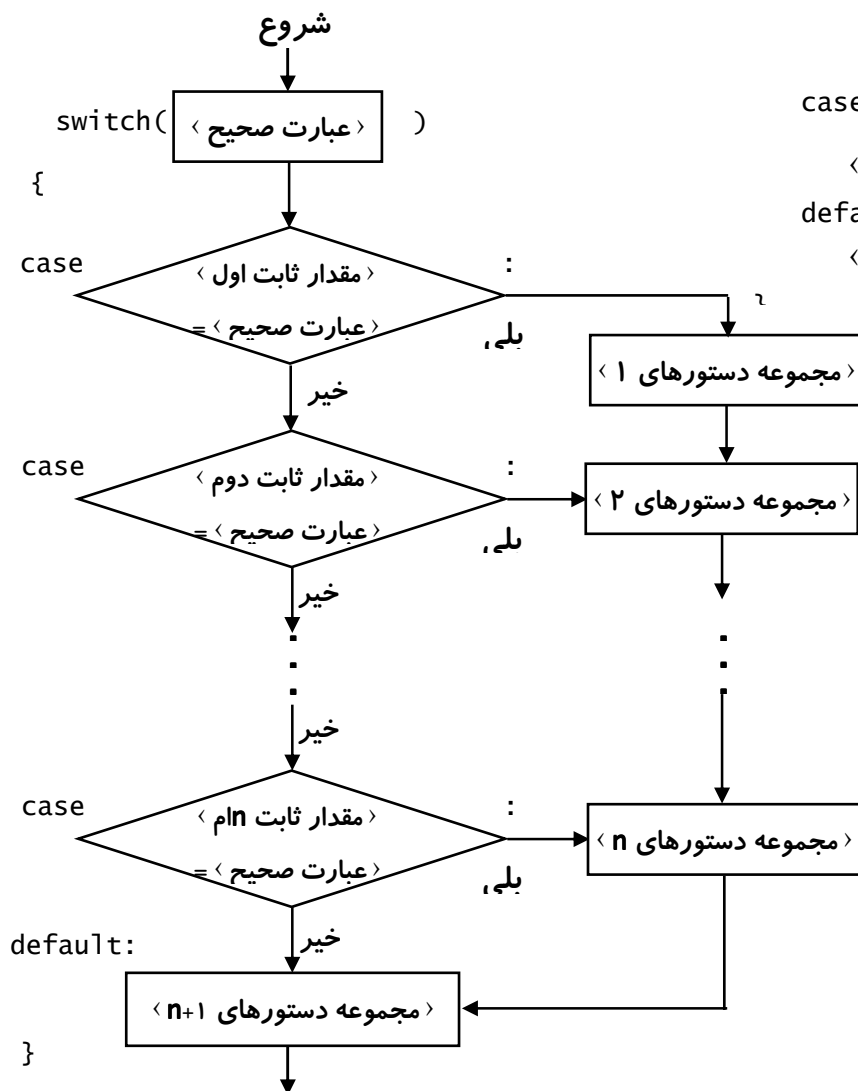 شروع
switch( ‹ عبارت صحیح › )
{
case ‹ مقدار ثابت اول › :
= ‹ عبارت صحیح ›
بلی
‹ مجموعه دستورهای ۱ ›
خیر
case ‹ مقدار ثابت دوم › :
= ‹ عبارت صحیح ›
بلی
‹ مجموعه دستورهای ۲ ›
خیر
.
.
.
خیر
case ‹ مقدار ثابت nام › :
= ‹ عبارت صحیح ›
بلی
‹ مجموعه دستورهای n ›
خیر
default:
‹ مجموعه دستورهای n+۱ ›
}
case
‹
defa
‹